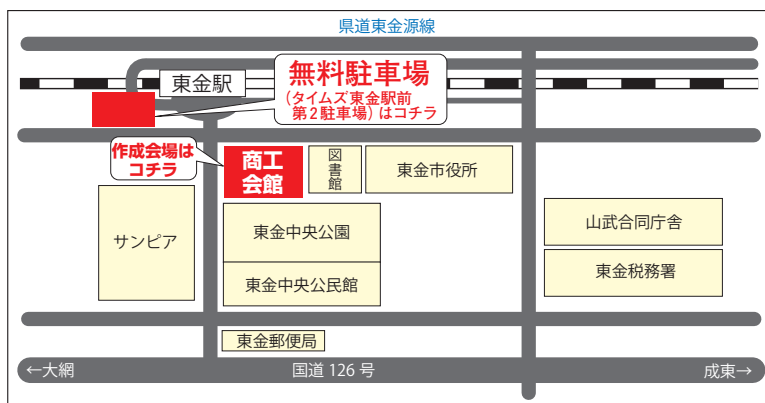 県道東金源線
東金駅
無料駐車場
(タイムズ東金駅前
第2駐車場)はコチラ
作成会場は
コチラ
商工
会館
図書館
東金市役所
サンピア
東金中央公園
東金中央公民館
山武合同庁舎
東金税務署
東金郵便局
←大網
国道126号
成東→